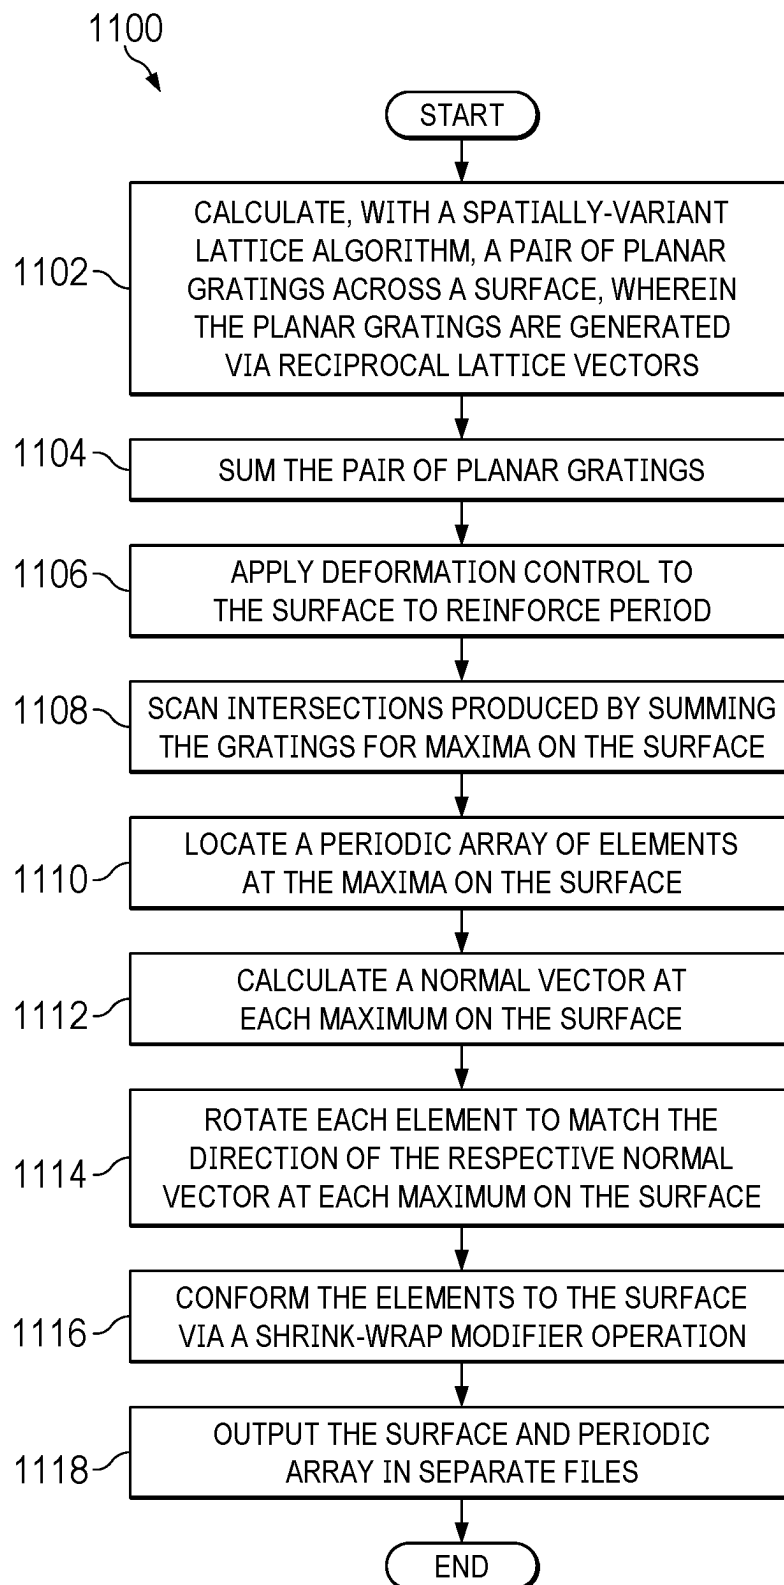 1100
START
1102
CALCULATE, WITH A SPATIALLY-VARIANT
LATTICE ALGORITHM, A PAIR OF PLANAR
GRATINGS ACROSS A SURFACE, WHEREIN
THE PLANAR GRATINGS ARE GENERATED
VIA RECIPROCAL LATTICE VECTORS
1104
SUM THE PAIR OF PLANAR GRATINGS
1106
APPLY DEFORMATION CONTROL TO
THE SURFACE TO REINFORCE PERIOD
1108
SCAN INTERSECTIONS PRODUCED BY SUMMING
THE GRATINGS FOR MAXIMA ON THE SURFACE
1110
LOCATE A PERIODIC ARRAY OF ELEMENTS
AT THE MAXIMA ON THE SURFACE
1112
CALCULATE A NORMAL VECTOR AT
EACH MAXIMUM ON THE SURFACE
1114
ROTATE EACH ELEMENT TO MATCH THE
DIRECTION OF THE RESPECTIVE NORMAL
VECTOR AT EACH MAXIMUM ON THE SURFACE
1116
CONFORM THE ELEMENTS TO THE SURFACE
VIA A SHRINK-WRAP MODIFIER OPERATION
1118
OUTPUT THE SURFACE AND PERIODIC
ARRAY IN SEPARATE FILES
END